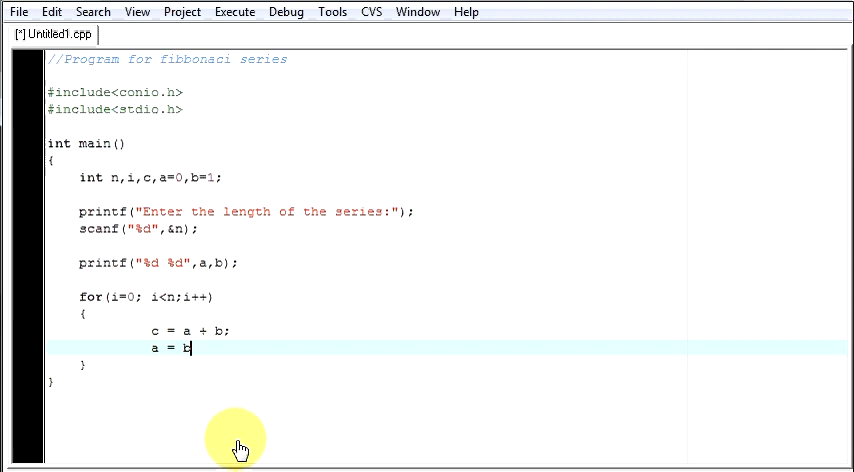 File Edit Search View Project Execute Debug Tools CVS Window Help
[*] Untitled1.cpp
//Program for fibbonaci series
#include<conio.h>
#include<stdio.h>
int main()
{
int n,i,c,a=0,b=1;
printf("Enter the length of the series:");
scanf("%d",&n);
printf("%d %d",a,b);
for(i=0; i<n;i++)
{
c = a + b;
a = b
}
}